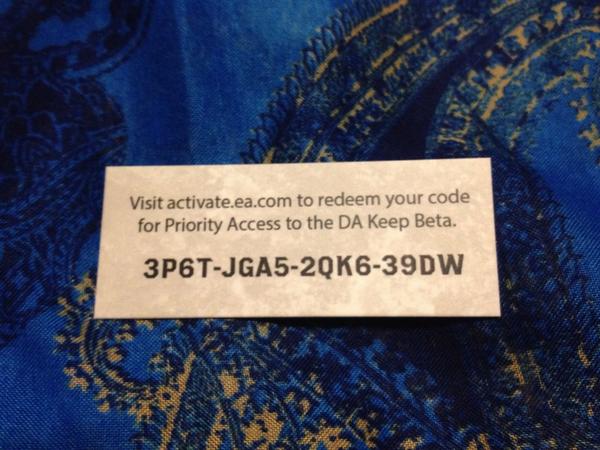 Visit activate.ea.com to redeem your code
for Priority Access to the DA Keep Beta.
3P6T-JGA5-2QK6-39DW